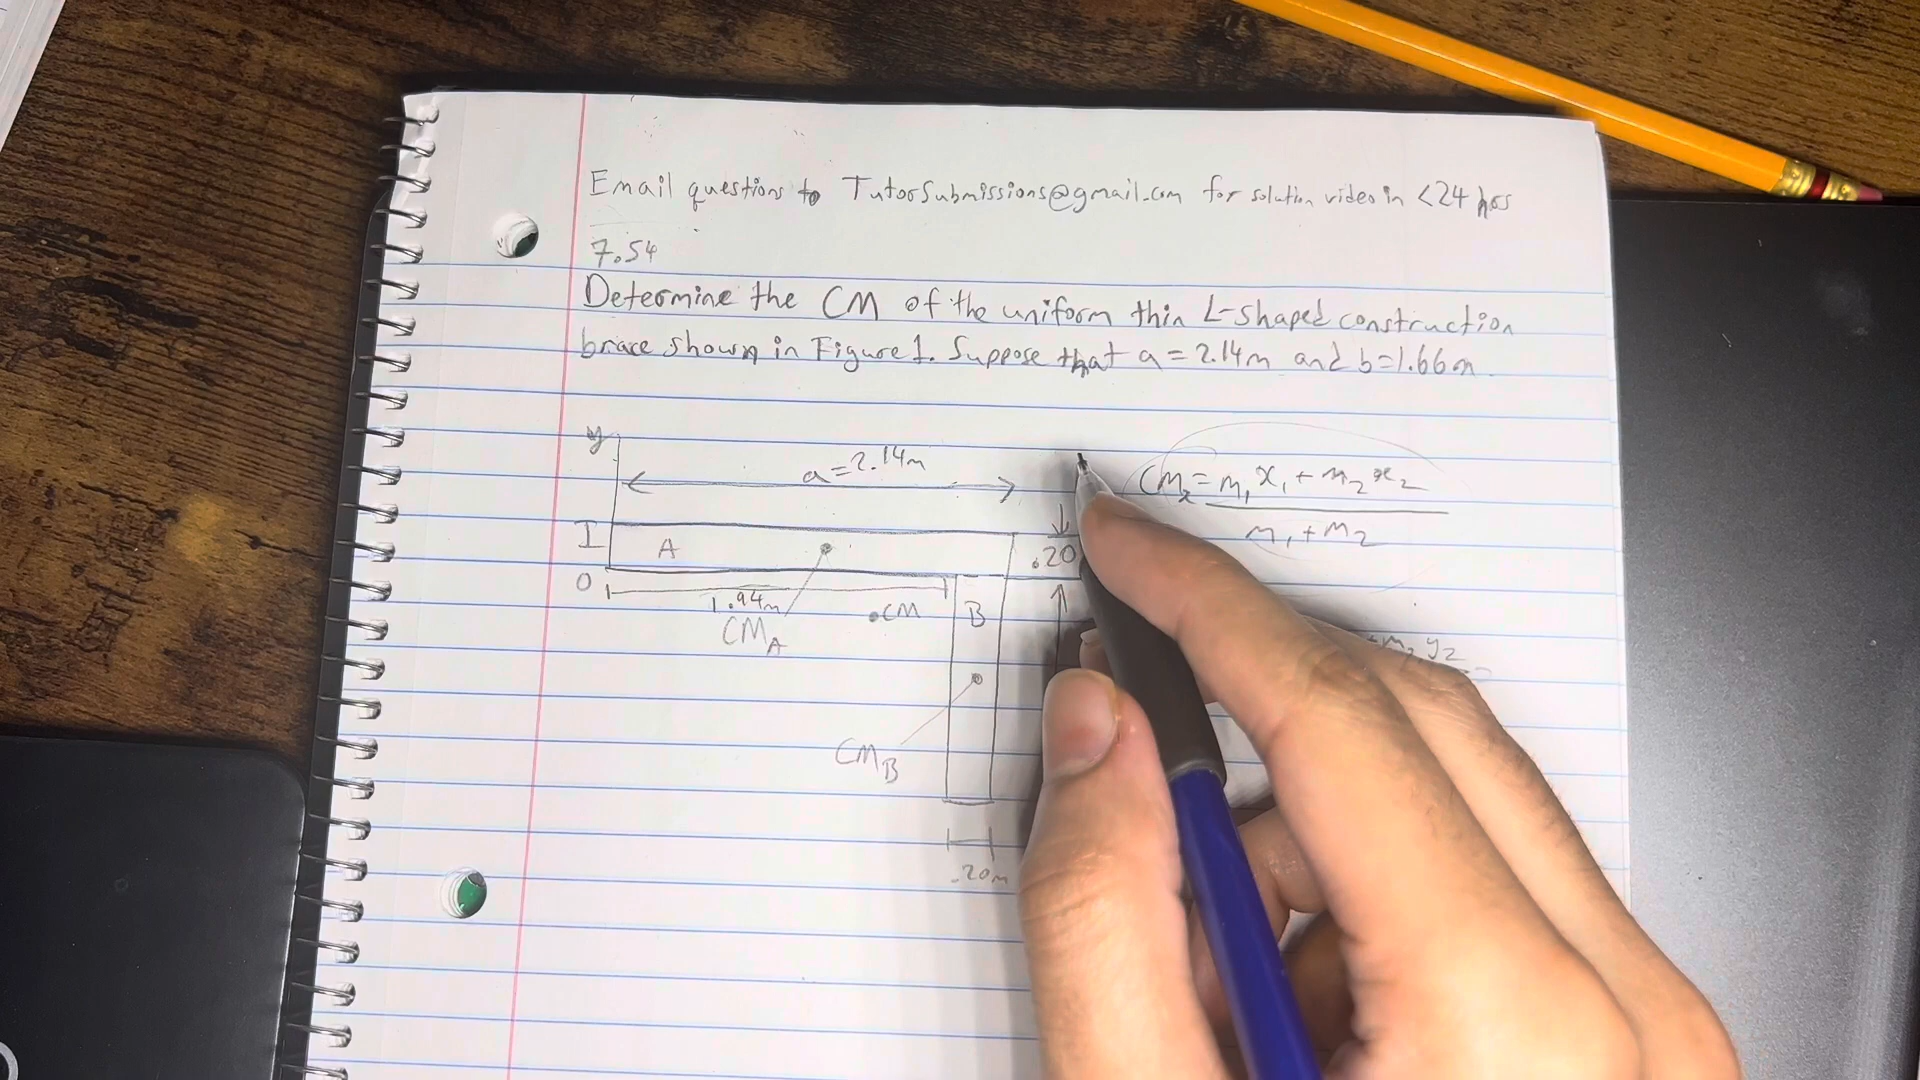 Email questions to TutorSubmissions@gmail.com for solution video in <24 hrs
7.54
Determine the CM of the uniform thin L-shaped construction
brace shown in Figure 1. Suppose that a = 2.14m and b=1.66m
y
a=2.14m
CMx = m1x1 + m2x2
m1 + m2
I
A
.20
O
1.94m
.CM
B
CMA
+m2y2
CMB
.20m